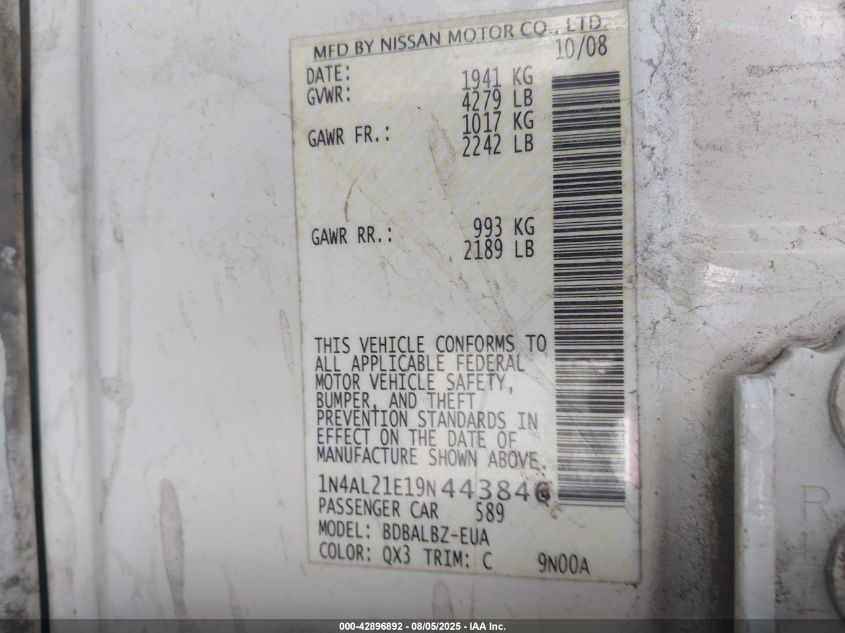 MFD BY NISSAN MOTOR CO., LTD.
DATE: 10/08
GVWR: 1941 KG
4279 LB
GAWR FR.: 1017 KG
2242 LB
GAWR RR.: 993 KG
2189 LB
THIS VEHICLE CONFORMS TO
ALL APPLICABLE FEDERAL
MOTOR VEHICLE SAFETY,
BUMPER, AND THEFT
PREVENTION STANDARDS IN
EFFECT ON THE DATE OF
MANUFACTURE SHOWN ABOVE.
1N4AL21E19N443846
PASSENGER CAR 589
MODEL: BDBALBZ-EUA
COLOR: QX3 TRIM: C 9N00A
000-42896892 - 08/05/2025 - IAA Inc.